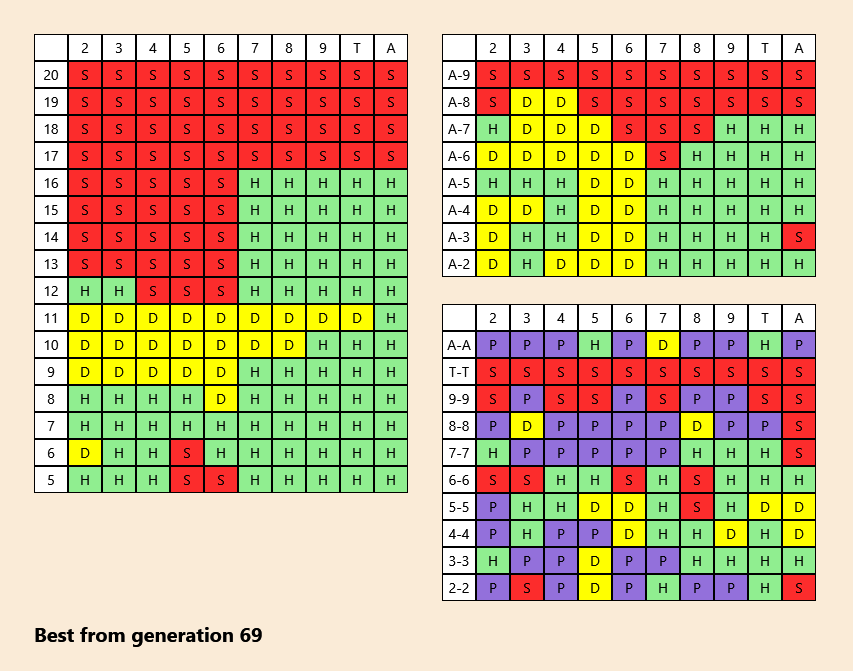 2 3 4 5 6 7 8 9 T A
20 S S S S S S S S S S
19 S S S S S S S S S S
18 S S S S S S S S S S
17 S S S S S S S S S S
16 S S S S S H H H H H
15 S S S S S H H H H H
14 S S S S S H H H H H
13 S S S S S H H H H H
12 H H S S S H H H H H
11 D D D D D D D D D H
10 D D D D D D D H H H
9 D D D D D H H H H H
8 H H H H D H H H H H
7 H H H H H H H H H H
6 D H H S H H H H H H
5 H H H S S H H H H H
2 3 4 5 6 7 8 9 T A
A-9 S S S S S S S S S S
A-8 S D D S S S S S S S
A-7 H D D D S S S H H H
A-6 D D D D D S H H H H
A-5 H H H D D H H H H H
A-4 D D H D D H H H H H
A-3 D H H D D H H H H S
A-2 D H D D D H H H H H
2 3 4 5 6 7 8 9 T A
A-A P P P H P D P P H P
T-T S S S S S S S S S S
9-9 S P S S P S P P S S
8-8 P D P P P P D P P S
7-7 H P P P P P H H H S
6-6 S S H H S H S H H H
5-5 P H H D D H S H D D
4-4 P H P P D H H D H D
3-3 H P P D P P H H H H
2-2 P S P D P H P P H S
Best from generation 69